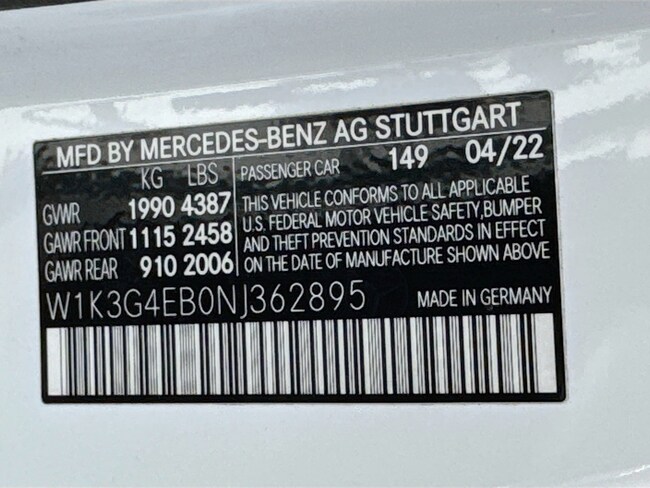 MFD BY MERCEDES-BENZ AG STUTTGART
KG LBS PASSENGER CAR 149 04/22
GVWR 1990 4387 THIS VEHICLE CONFORMS TO ALL APPLICABLE
U.S. FEDERAL MOTOR VEHICLE SAFETY, BUMPER
GAWR FRONT 1115 2458 AND THEFT PREVENTION STANDARDS IN EFFECT
GAWR REAR 910 2006 ON THE DATE OF MANUFACTURE SHOWN ABOVE
W1K3G4EB0NJ362895 MADE IN GERMANY